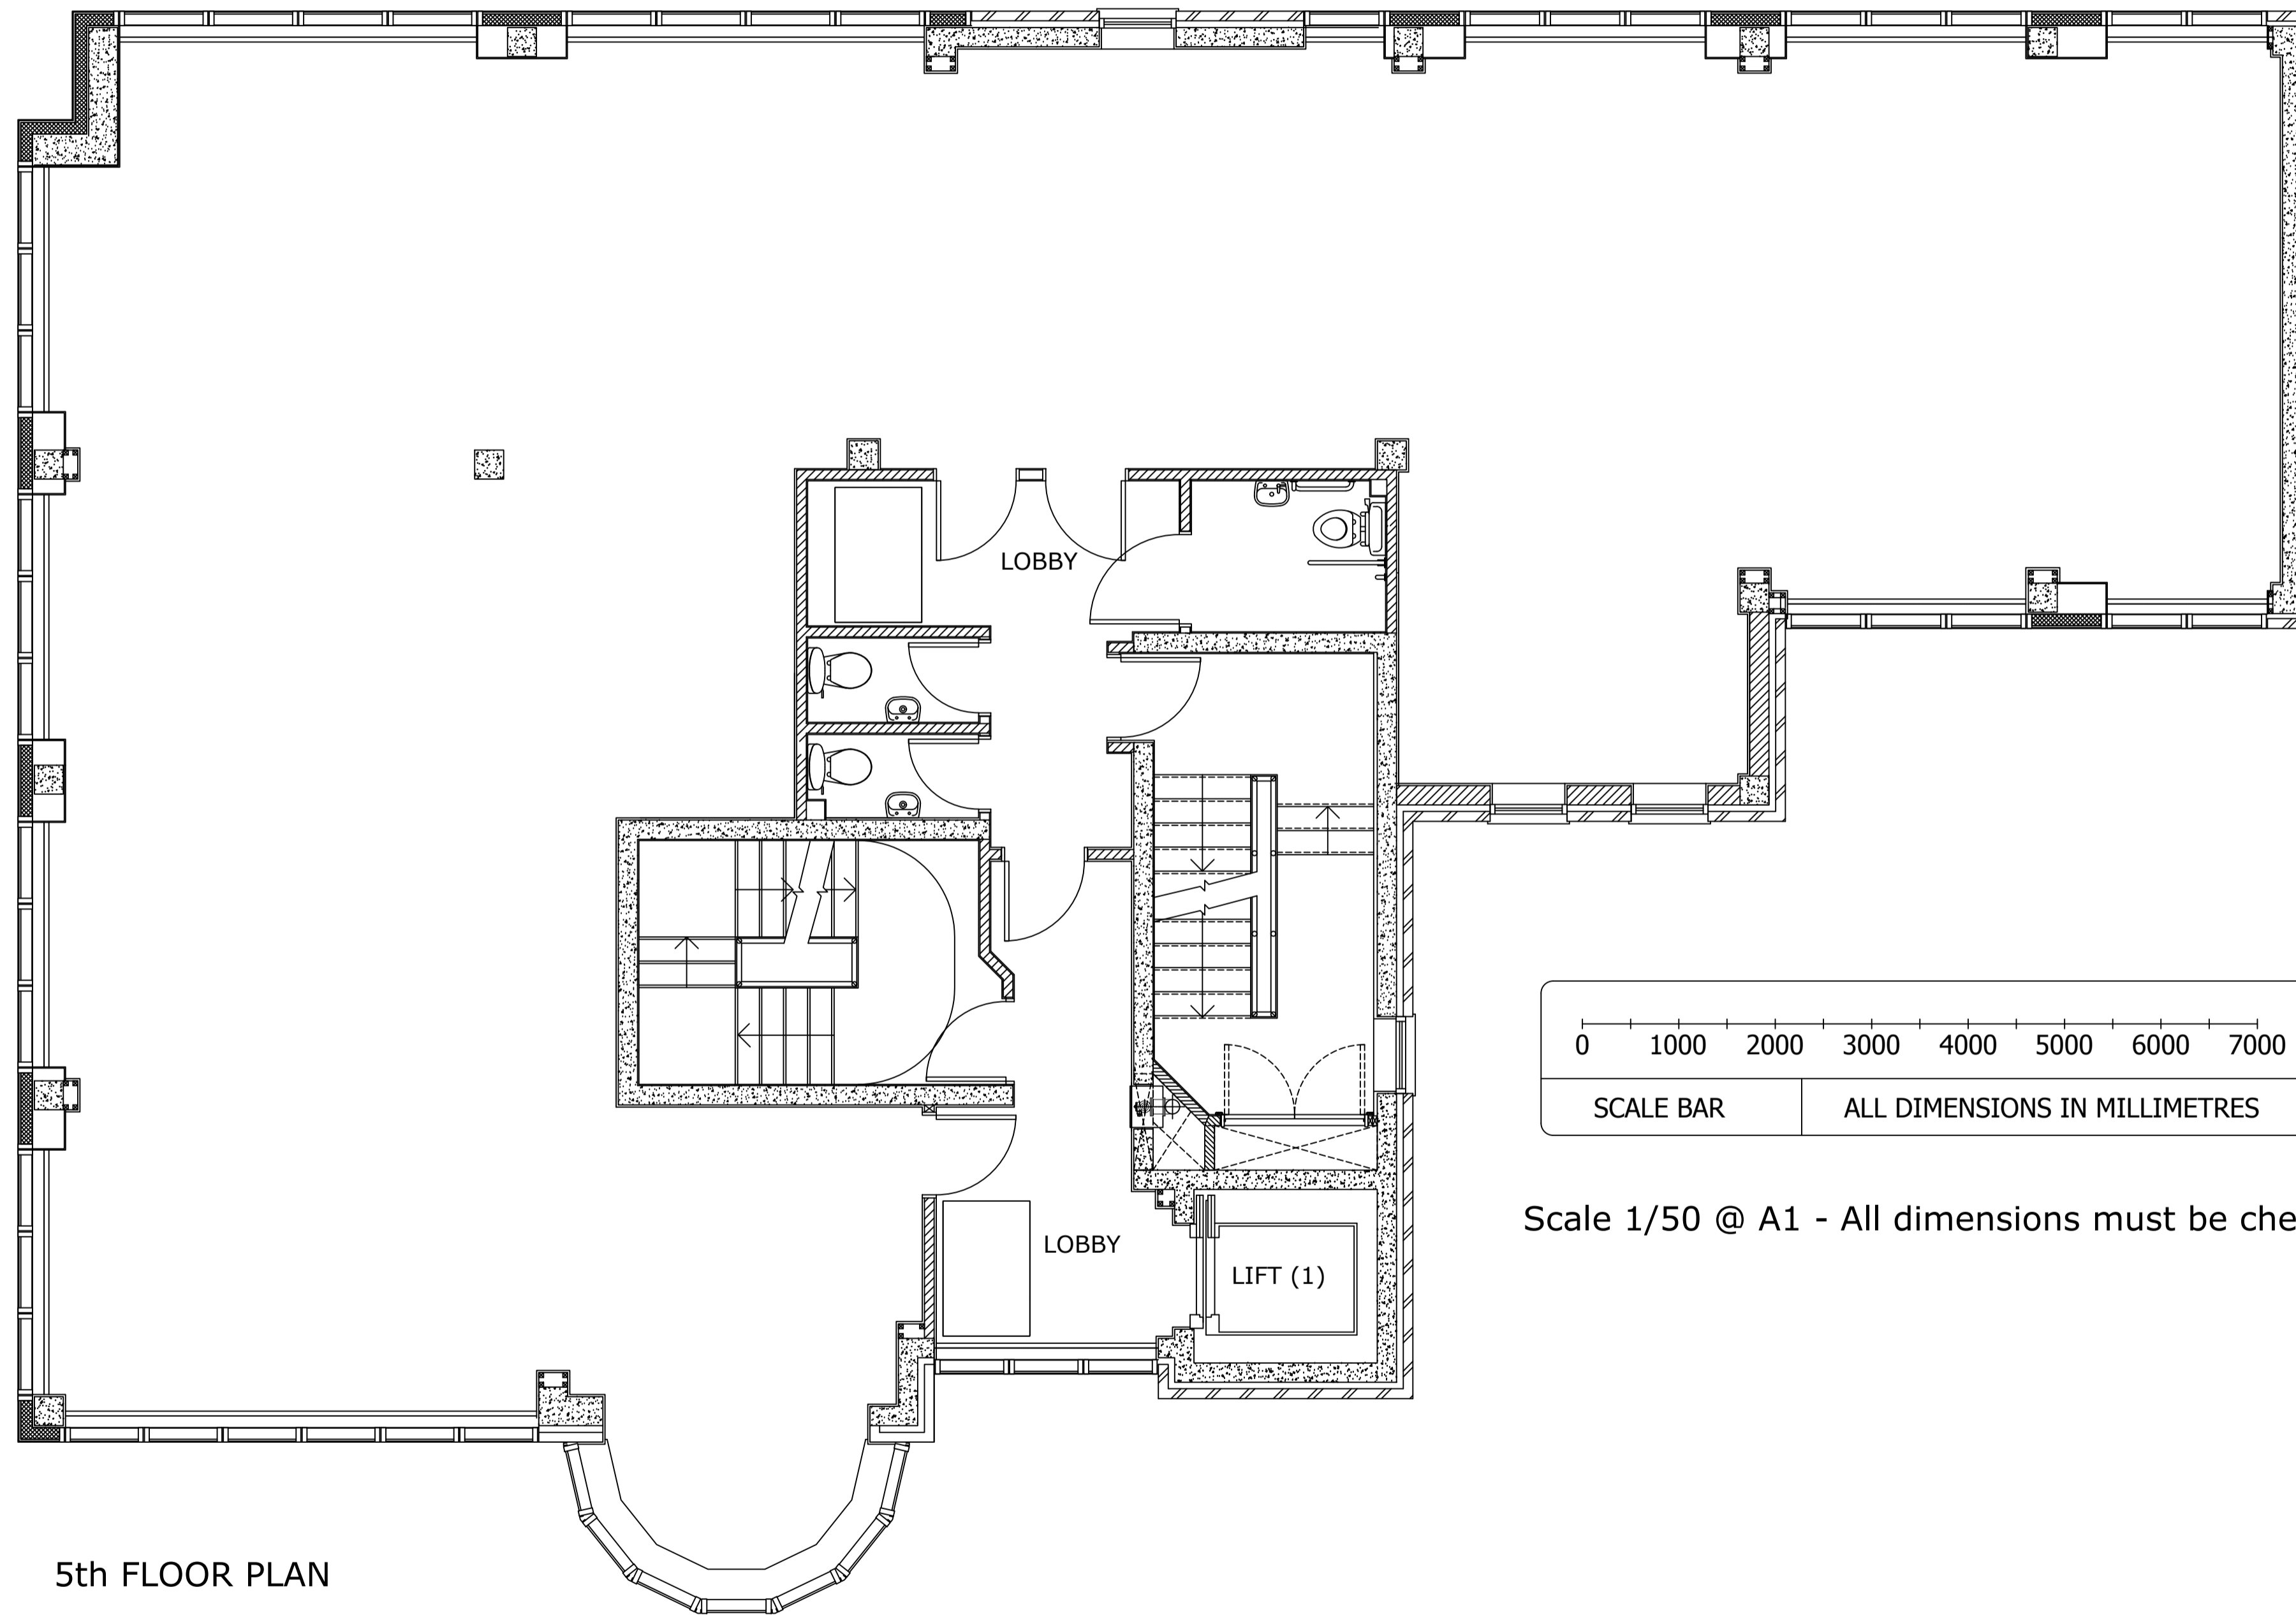 LOBBY
0 1000 2000 3000 4000 5000 6000 7000
SCALE BAR ALL DIMENSIONS IN MILLIMETRES
Scale 1/50 @ A1 - All dimensions must be che
LOBBY
LIFT (1)
5th FLOOR PLAN